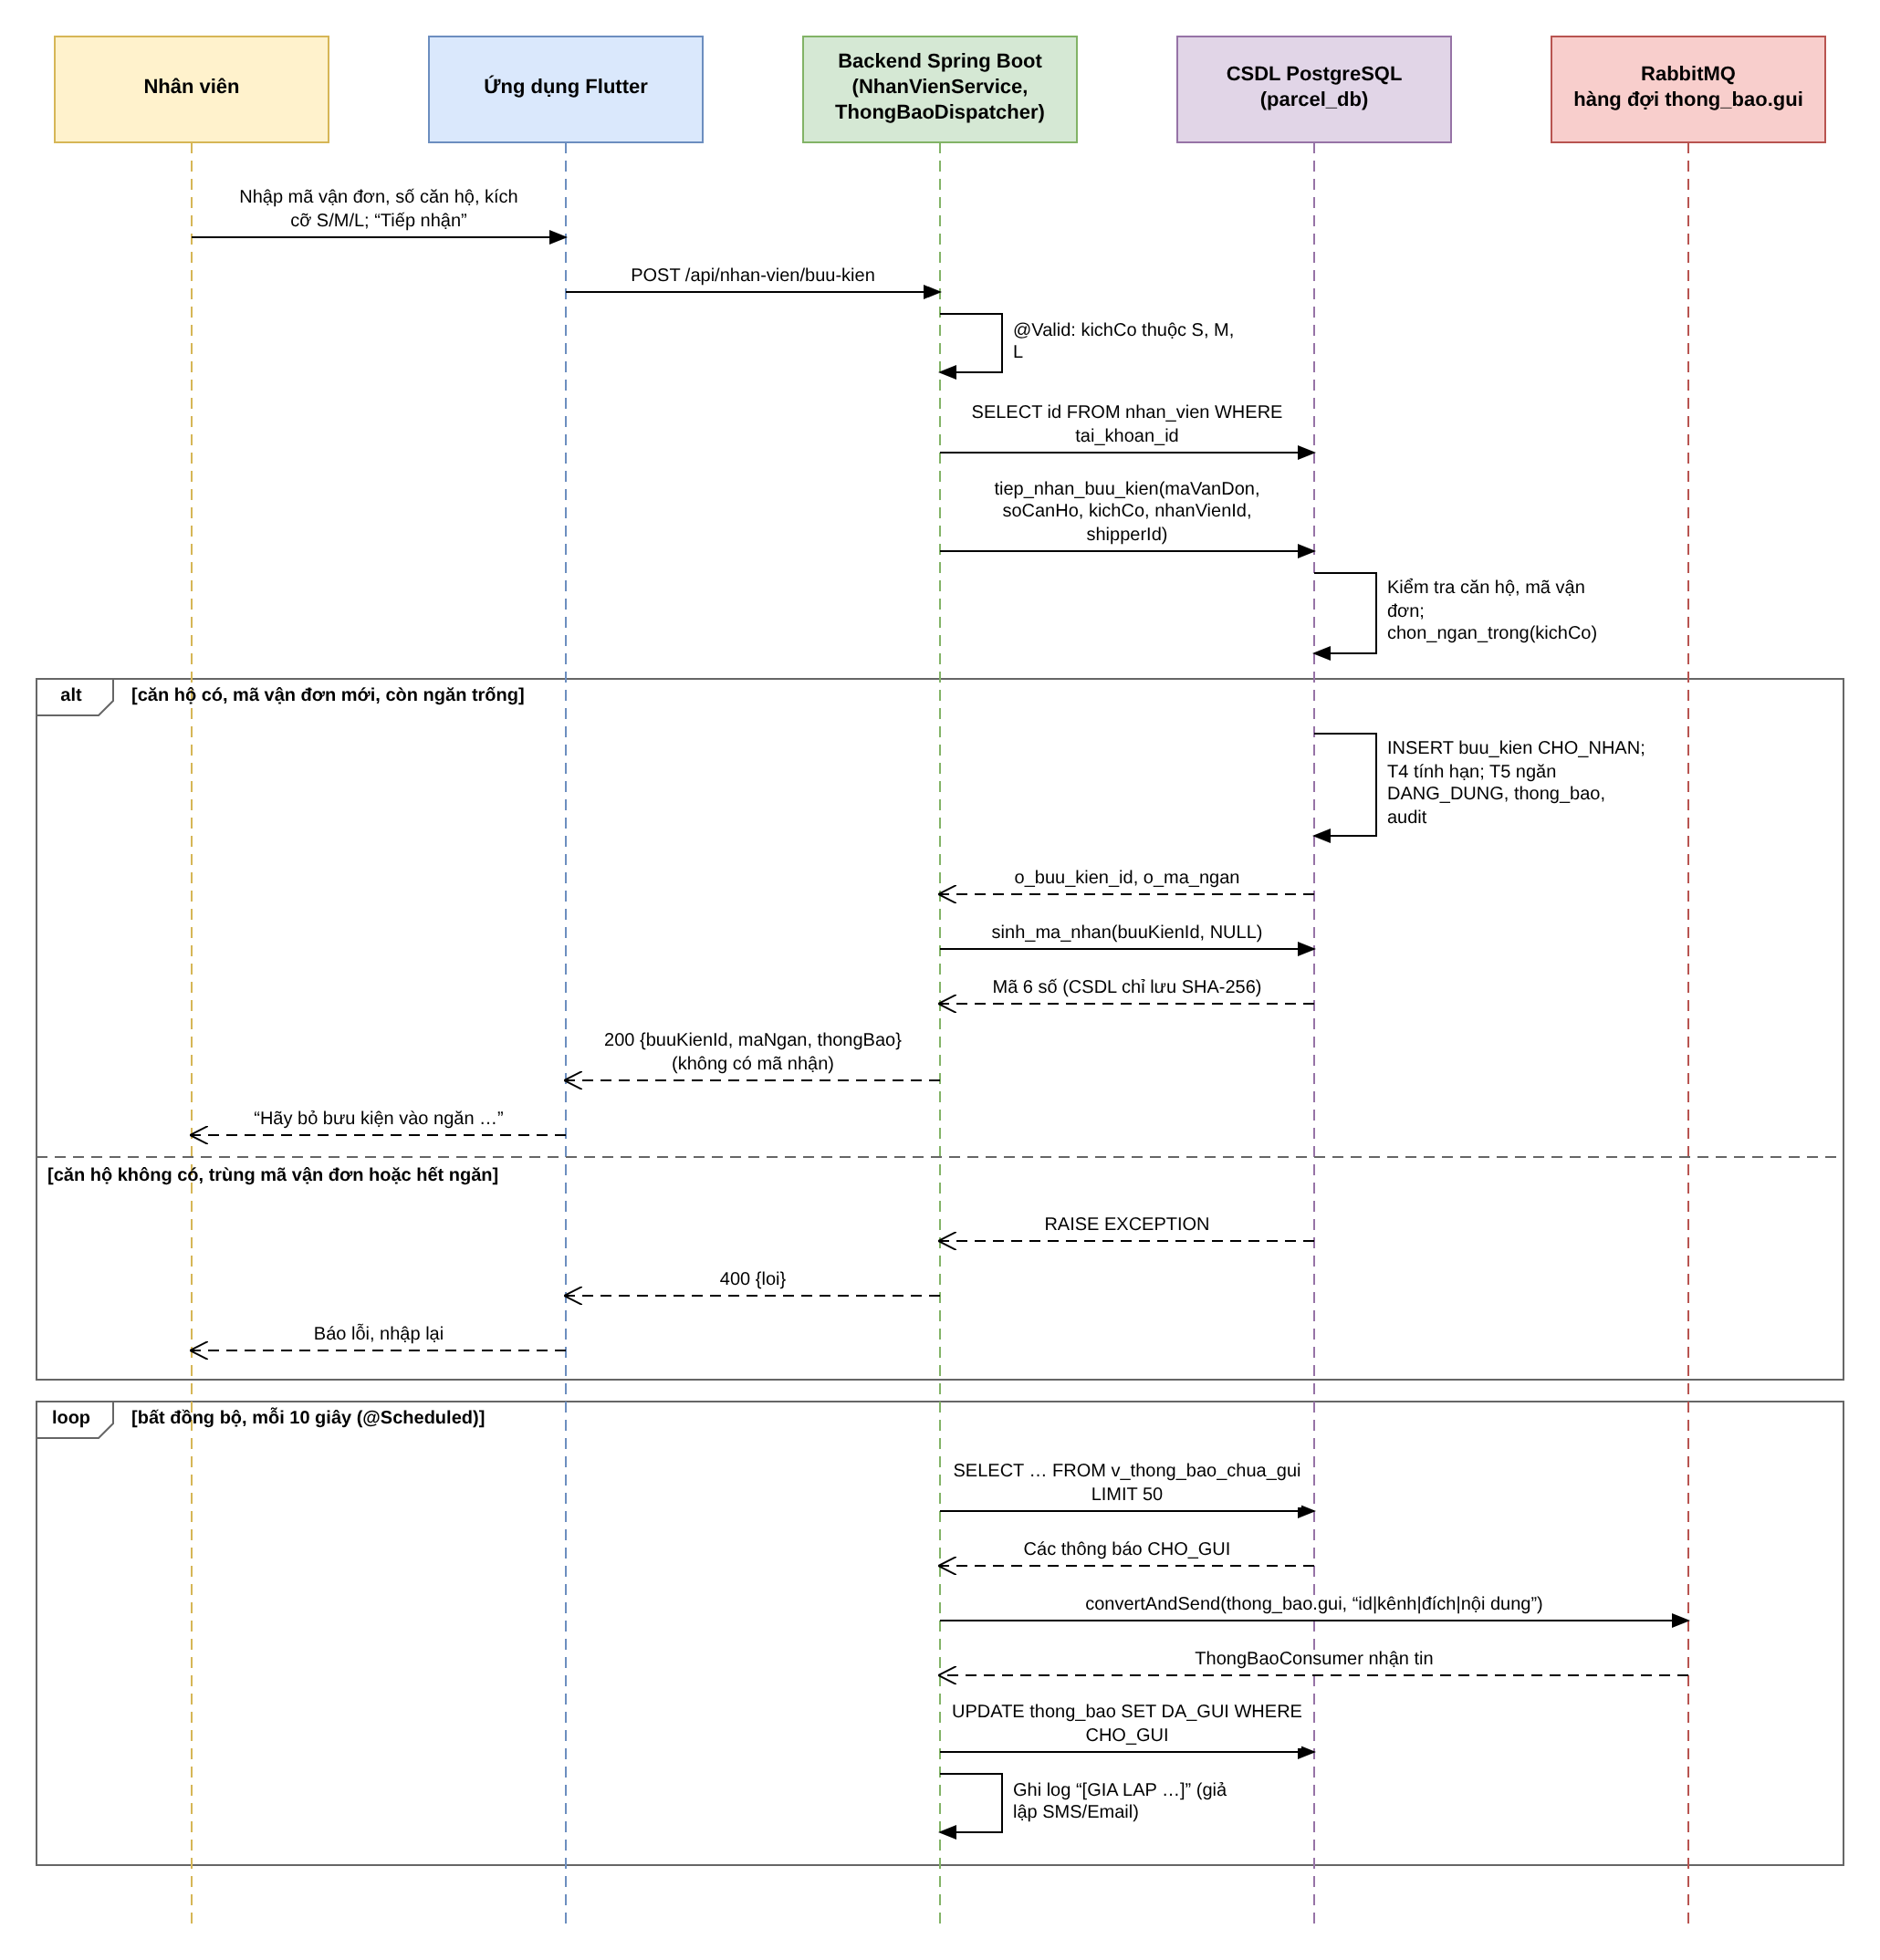 Nhân viên
Ứng dụng Flutter
Backend Spring Boot
(NhanVienService,
ThongBaoDispatcher)
CSDL PostgreSQL
(parcel_db)
RabbitMQ
hàng đợi thong_bao.gui
Nhập mã vận đơn, số căn hộ, kích
cỡ S/M/L; “Tiếp nhận”
POST /api/nhan-vien/buu-kien
@Valid: kichCo thuộc S, M,
L
SELECT id FROM nhan_vien WHERE
tai_khoan_id
tiep_nhan_buu_kien(maVanDon,
soCanHo, kichCo, nhanVienId,
shipperId)
Kiểm tra căn hộ, mã vận
đơn;
chon_ngan_trong(kichCo)
alt
[căn hộ có, mã vận đơn mới, còn ngăn trống]
INSERT buu_kien CHO_NHAN;
T4 tính hạn; T5 ngăn
DANG_DUNG, thong_bao,
audit
o_buu_kien_id, o_ma_ngan
sinh_ma_nhan(buuKienId, NULL)
Mã 6 số (CSDL chỉ lưu SHA-256)
200 {buuKienId, maNgan, thongBao}
(không có mã nhận)
“Hãy bỏ bưu kiện vào ngăn …”
[căn hộ không có, trùng mã vận đơn hoặc hết ngăn]
RAISE EXCEPTION
400 {loi}
Báo lỗi, nhập lại
loop
[bất đồng bộ, mỗi 10 giây (@Scheduled)]
SELECT … FROM v_thong_bao_chua_gui
LIMIT 50
Các thông báo CHO_GUI
convertAndSend(thong_bao.gui, “id|kênh|đích|nội dung”)
ThongBaoConsumer nhận tin
UPDATE thong_bao SET DA_GUI WHERE
CHO_GUI
Ghi log “[GIA LAP …]” (giả
lập SMS/Email)